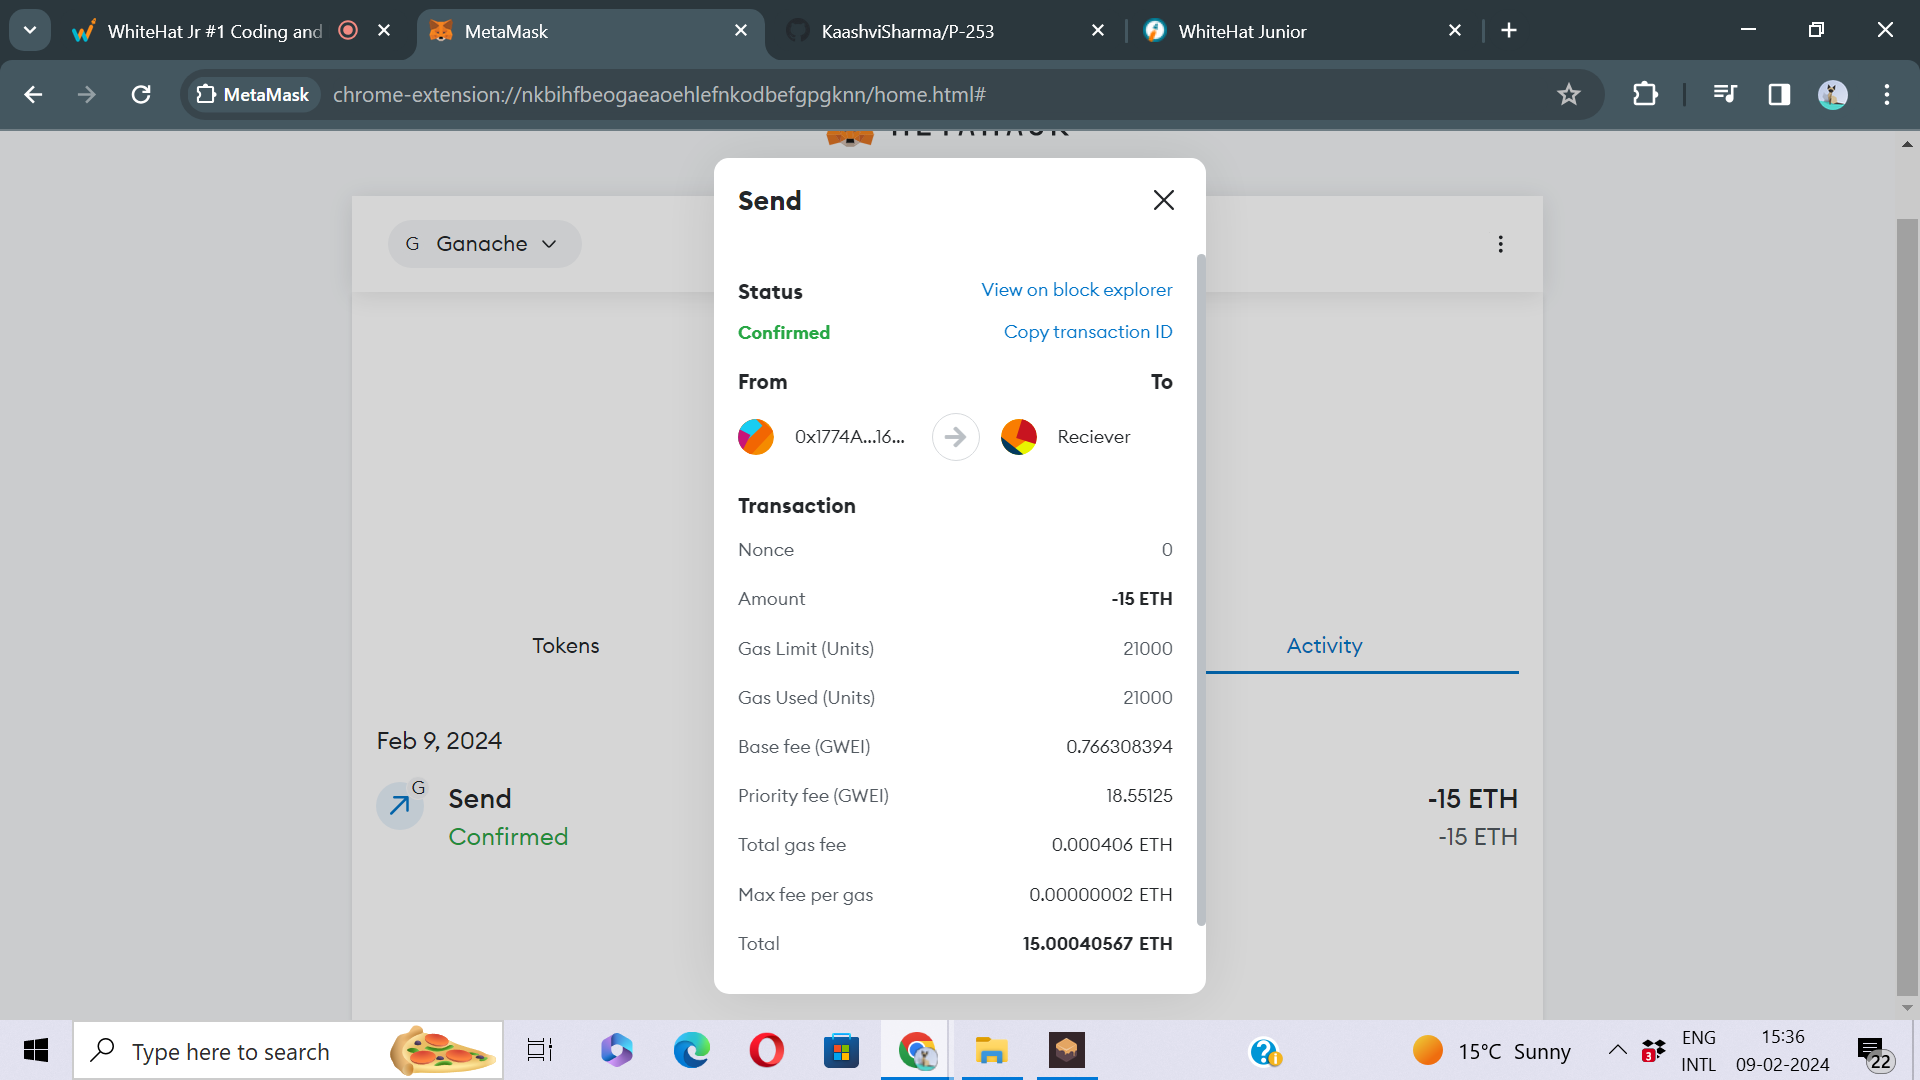 WhiteHat Jr #1 Coding and
MetaMask
KaashviSharma/P-253
WhiteHat Junior
MetaMask
chrome-extension://nkbihfbeogaeaoehlefnkodbefgpgknn/home.html#
METAMASK
G Ganache
Send
Status
View on block explorer
Confirmed
Copy transaction ID
From
To
0x1774A...16...
Reciever
Transaction
Nonce 0
Amount -15 ETH
Gas Limit (Units) 21000
Gas Used (Units) 21000
Base fee (GWEI) 0.766308394
Priority fee (GWEI) 18.55125
Total gas fee 0.000406 ETH
Max fee per gas 0.00000002 ETH
Total 15.00040567 ETH
Tokens
Activity
Feb 9, 2024
G
Send
Confirmed
-15 ETH
-15 ETH
Type here to search
15°C Sunny
3
ENG
INTL
15:36
09-02-2024
22